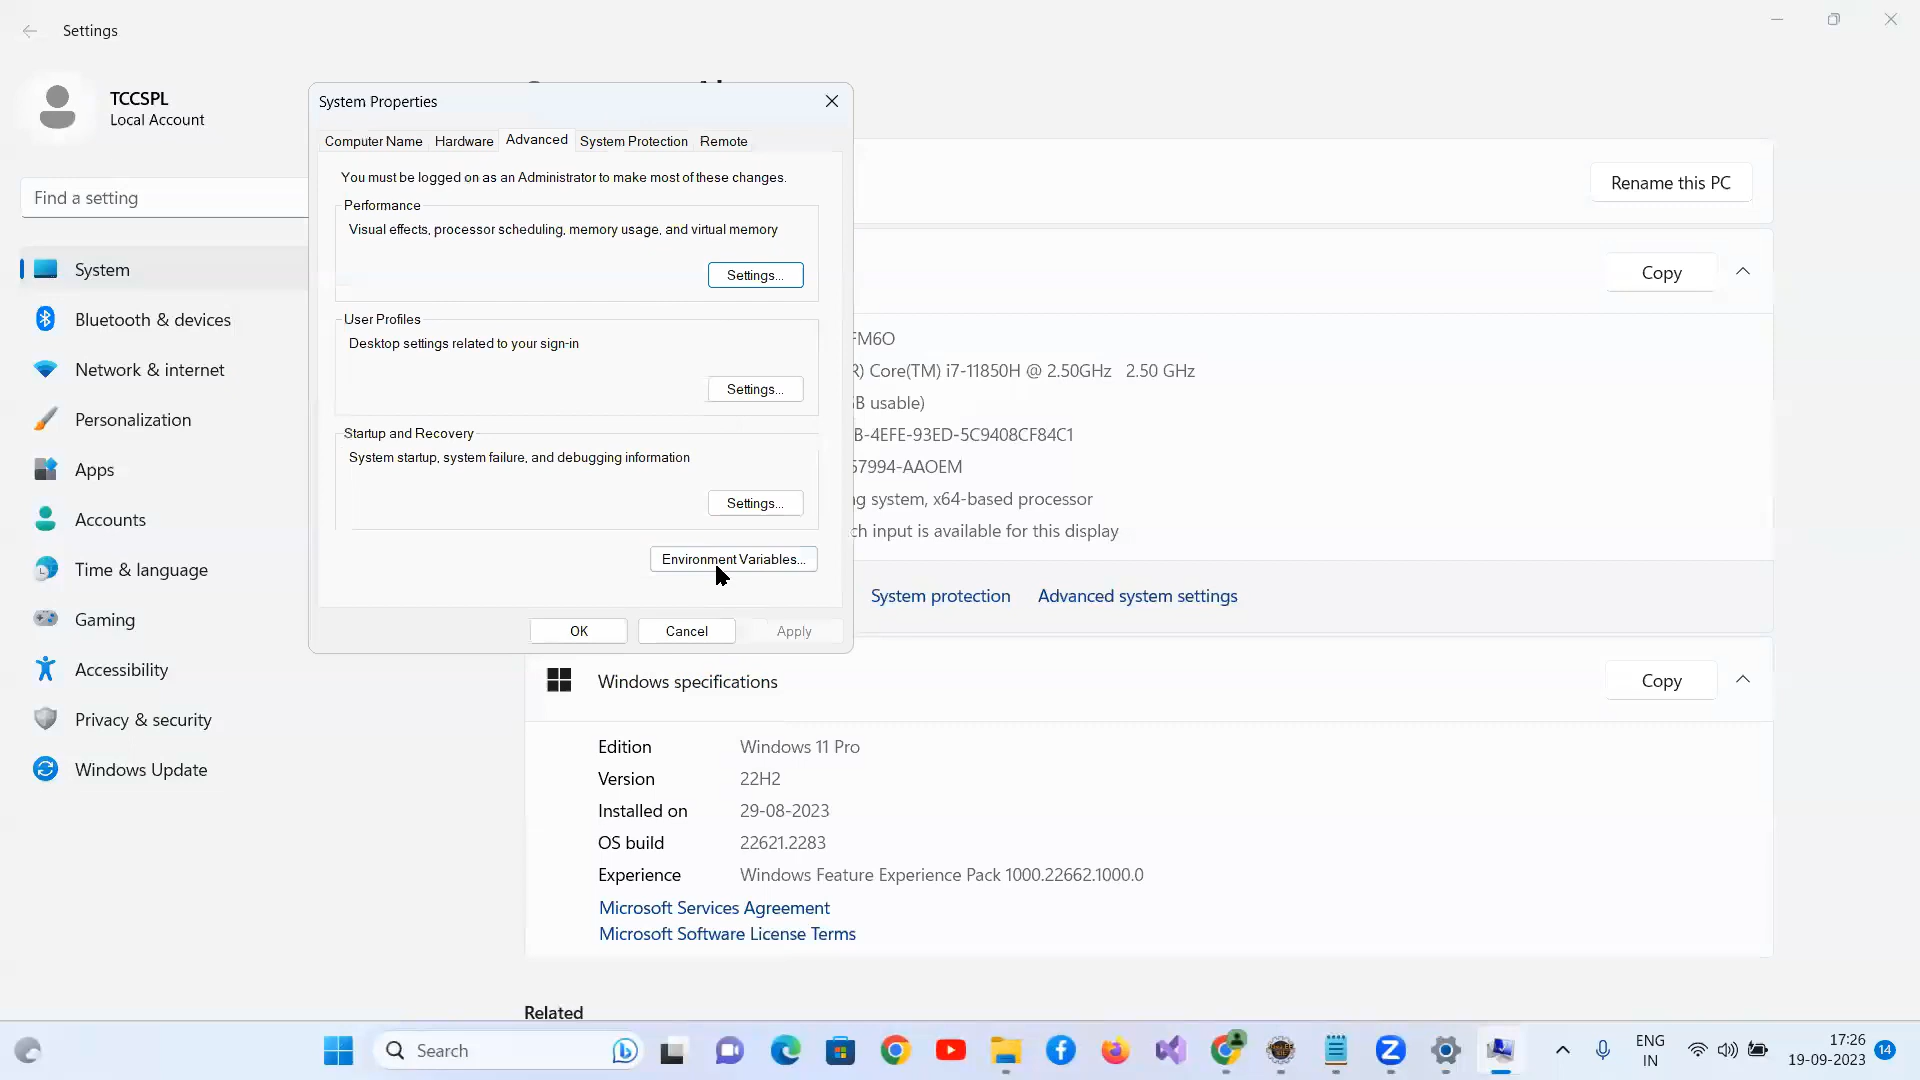 Settings
TCCSPL
Local Account
Find a setting
System
Bluetooth & devices
Network & internet
Personalization
Apps
Accounts
Time & language
Gaming
Accessibility
Privacy & security
Windows Update
System Properties
Computer Name
Hardware
Advanced
System Protection
Remote
You must be logged on as an Administrator to make most of these changes.
Performance
Visual effects, processor scheduling, memory usage, and virtual memory
Settings...
User Profiles
Desktop settings related to your sign-in
Settings...
Startup and Recovery
System startup, system failure, and debugging information
Settings...
Environment Variables...
OK
Cancel
Apply
Rename this PC
Copy
FM6O
R) Core(TM) i7-11850H @ 2.50GHz 2.50 GHz
B usable)
B-4EFE-93ED-5C9408CF84C1
57994-AAOEM
ng system, x64-based processor
ch input is available for this display
System protection
Advanced system settings
Windows specifications
Copy
Edition Windows 11 Pro
Version 22H2
Installed on 29-08-2023
OS build 22621.2283
Experience Windows Feature Experience Pack 1000.22662.1000.0
Microsoft Services Agreement
Microsoft Software License Terms
Related
Search
ENG
IN
17:26
19-09-2023
14